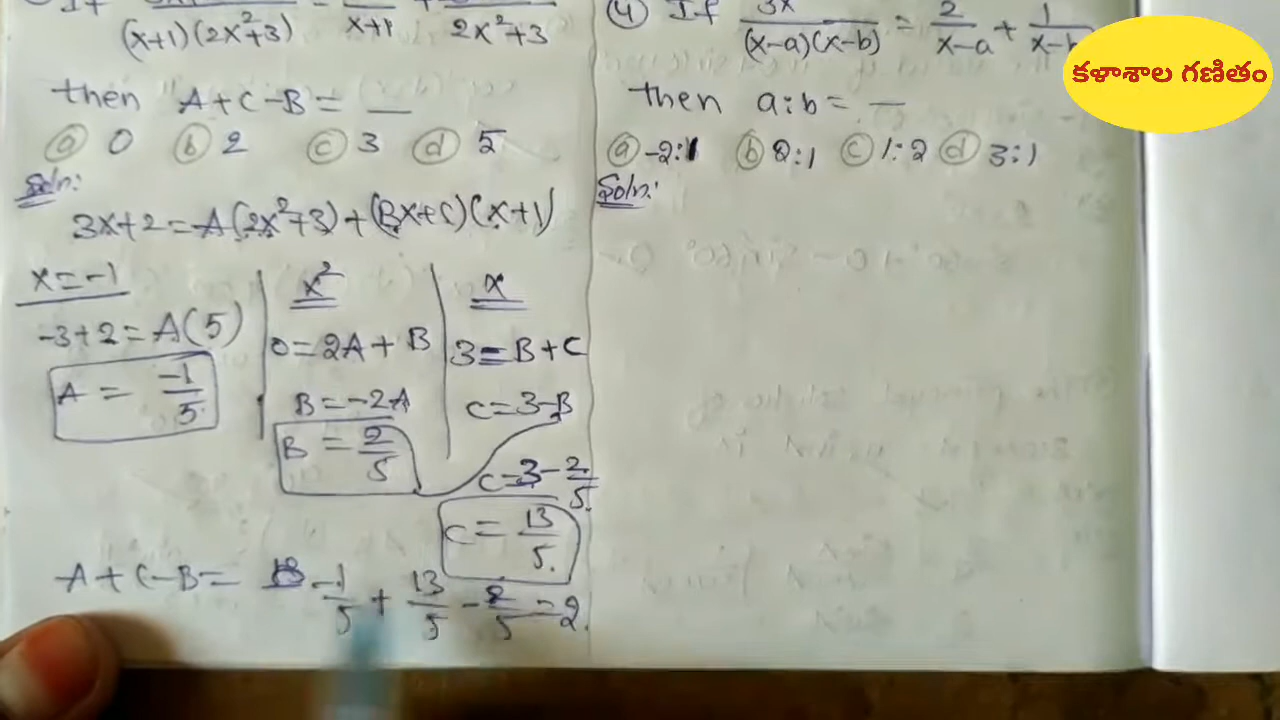 If = +
(x+1)(2x²+3) x+1 2x²+3
then A+C-B= __
ⓐ 0 ⓑ 2 ⓒ 3 ⓓ 5
Soln:
3x+2=A(2x²+3)+(Bx+C)(x+1)
x=-1
-3+2=A(5)
A = -1/5
x²
0=2A+B
B=-2A
B = 2/5
x
3=B+C
C=3-B
C=3-2/5
C= 13/5
A+C-B= -1/5 + 13/5 - 2/5 = 2
④ If 3x/(x-a)(x-b) = 2/x-a + 1/x-b
then a:b= __
ⓐ -2:1 ⓑ 2:1 ⓒ 1:2 ⓓ 3:1
Soln:
కళాశాల గణితం